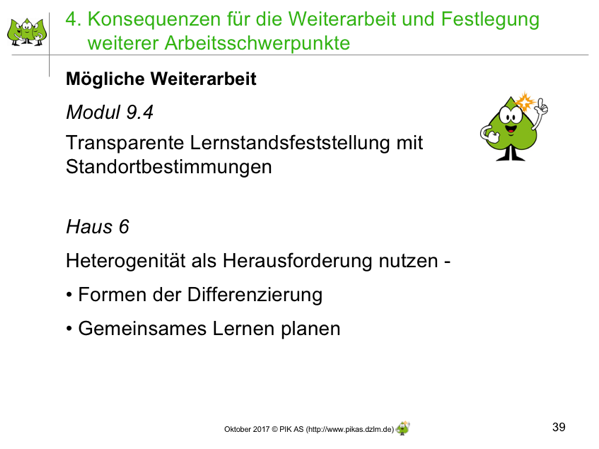 4. Konsequenzen für die Weiterarbeit und Festlegung
weiterer Arbeitsschwerpunkte
Mögliche Weiterarbeit
Modul 9.4
Transparente Lernstandsfeststellung mit
Standortbestimmungen
Haus 6
Heterogenität als Herausforderung nutzen -
• Formen der Differenzierung
• Gemeinsames Lernen planen
Oktober 2017 © PIK AS (http://www.pikas.dzlm.de)
39